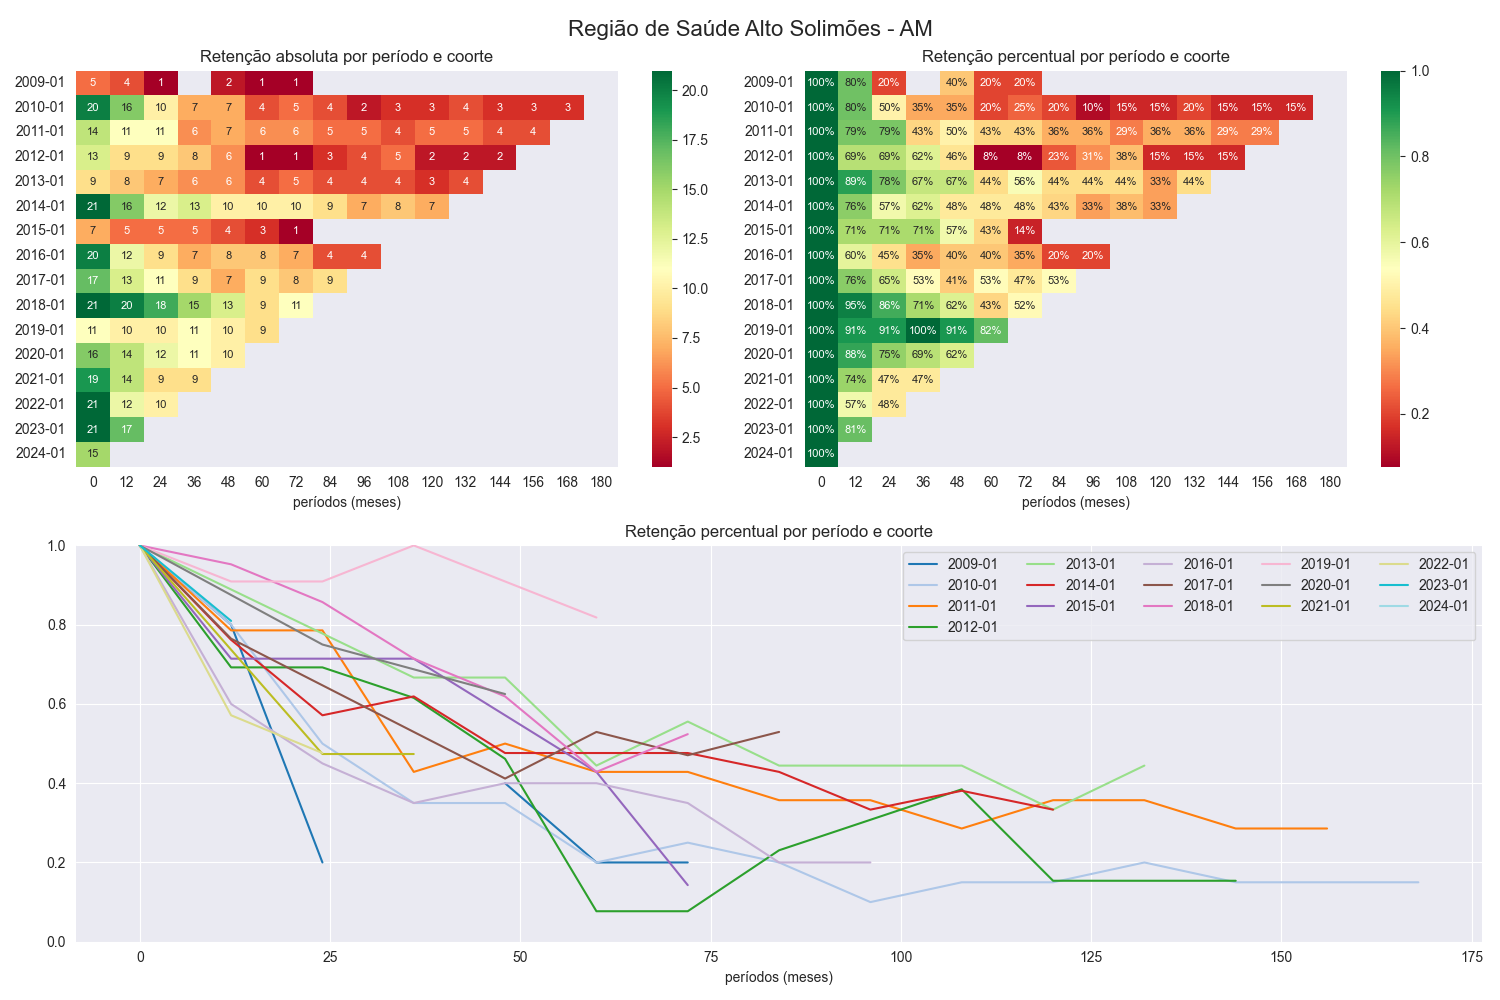 Região de Saúde Alto Solimões - AM
Retenção absoluta por período e coorte
2009-01 5 4 1 2 1 1
2010-01 20 16 10 7 7 4 5 4 2 3 3 4 3 3 3
2011-01 14 11 11 6 7 6 6 5 5 4 5 5 4 4
2012-01 13 9 9 8 6 1 1 3 4 5 2 2 2
2013-01 9 8 7 6 6 4 5 4 4 4 3 4
2014-01 21 16 12 13 10 10 10 9 7 8 7
2015-01 7 5 5 5 4 3 1
2016-01 20 12 9 7 8 8 7 4 4
2017-01 17 13 11 9 7 9 8 9
2018-01 21 20 18 15 13 9 11
2019-01 11 10 10 11 10 9
2020-01 16 14 12 11 10
2021-01 19 14 9 9
2022-01 21 12 10
2023-01 21 17
2024-01 15
0 12 24 36 48 60 72 84 96 108 120 132 144 156 168 180
períodos (meses)
20.0
17.5
15.0
12.5
10.0
7.5
5.0
2.5
Retenção percentual por período e coorte
2009-01 100% 80% 20% 40% 20% 20%
2010-01 100% 80% 50% 35% 35% 20% 25% 20% 10% 15% 15% 20% 15% 15% 15%
2011-01 100% 79% 79% 43% 50% 43% 43% 36% 36% 29% 36% 36% 29% 29%
2012-01 100% 69% 69% 62% 46% 8% 8% 23% 31% 38% 15% 15% 15%
2013-01 100% 89% 78% 67% 67% 44% 56% 44% 44% 44% 33% 44%
2014-01 100% 76% 57% 62% 48% 48% 48% 43% 33% 38% 33%
2015-01 100% 71% 71% 71% 57% 43% 14%
2016-01 100% 60% 45% 35% 40% 40% 35% 20% 20%
2017-01 100% 76% 65% 53% 41% 53% 47% 53%
2018-01 100% 95% 86% 71% 62% 43% 52%
2019-01 100% 91% 91% 100% 91% 82%
2020-01 100% 88% 75% 69% 62%
2021-01 100% 74% 47% 47%
2022-01 100% 57% 48%
2023-01 100% 81%
2024-01 100%
0 12 24 36 48 60 72 84 96 108 120 132 144 156 168 180
períodos (meses)
1.0
0.8
0.6
0.4
0.2
Retenção percentual por período e coorte
1.0
0.8
0.6
0.4
0.2
0.0
2009-01 2013-01 2016-01 2019-01 2022-01
2010-01 2014-01 2017-01 2020-01 2023-01
2011-01 2015-01 2018-01 2021-01 2024-01
2012-01
0 25 50 75 100 125 150 175
períodos (meses)